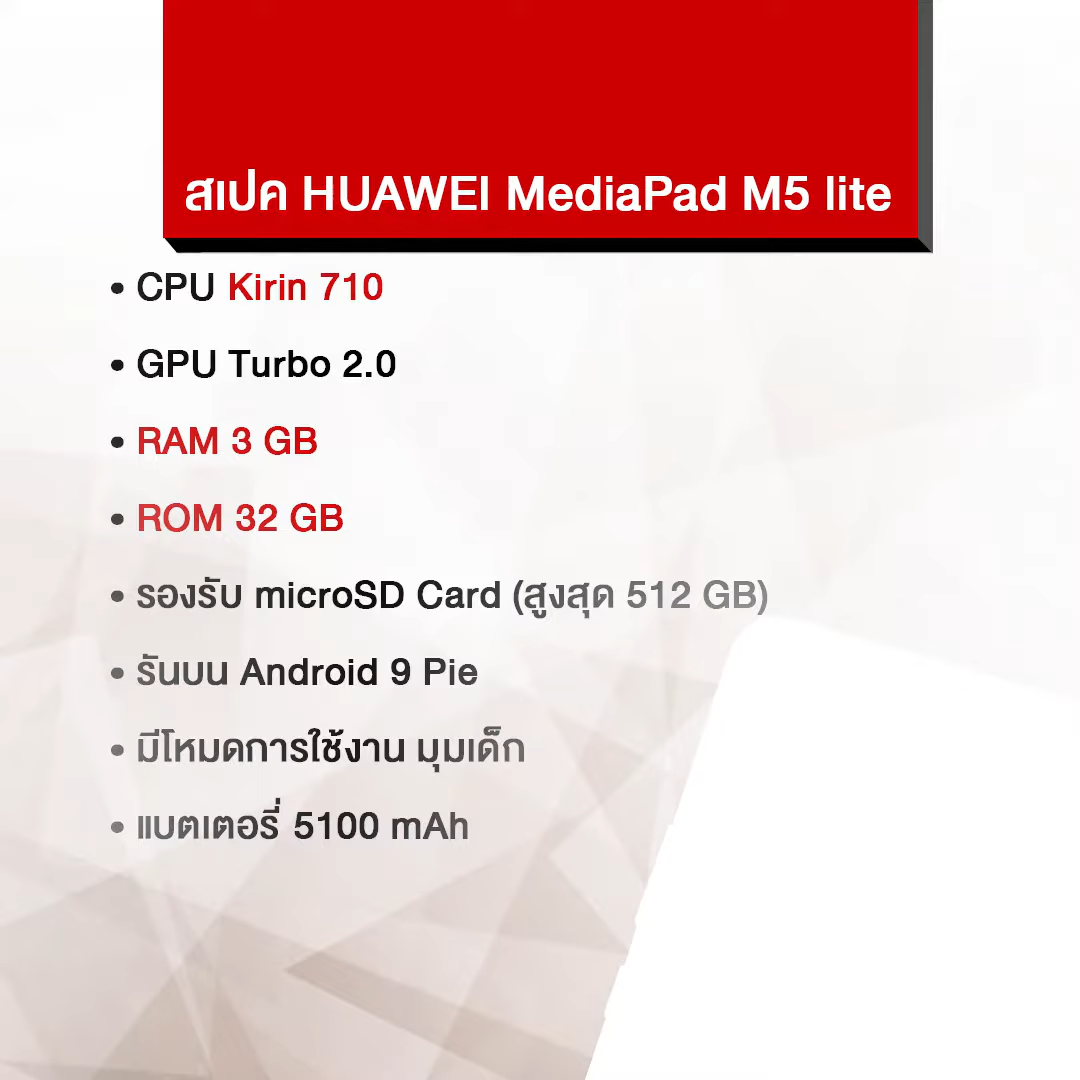 สเปค HUAWEI MediaPad M5 lite
• CPU Kirin 710
• GPU Turbo 2.0
• RAM 3 GB
• ROM 32 GB
• รองรับ microSD Card (สูงสุด 512 GB)
• รันบน Android 9 Pie
• มีโหมดการใช้งาน มุมเด็ก
• แบตเตอรี่ 5100 mAh